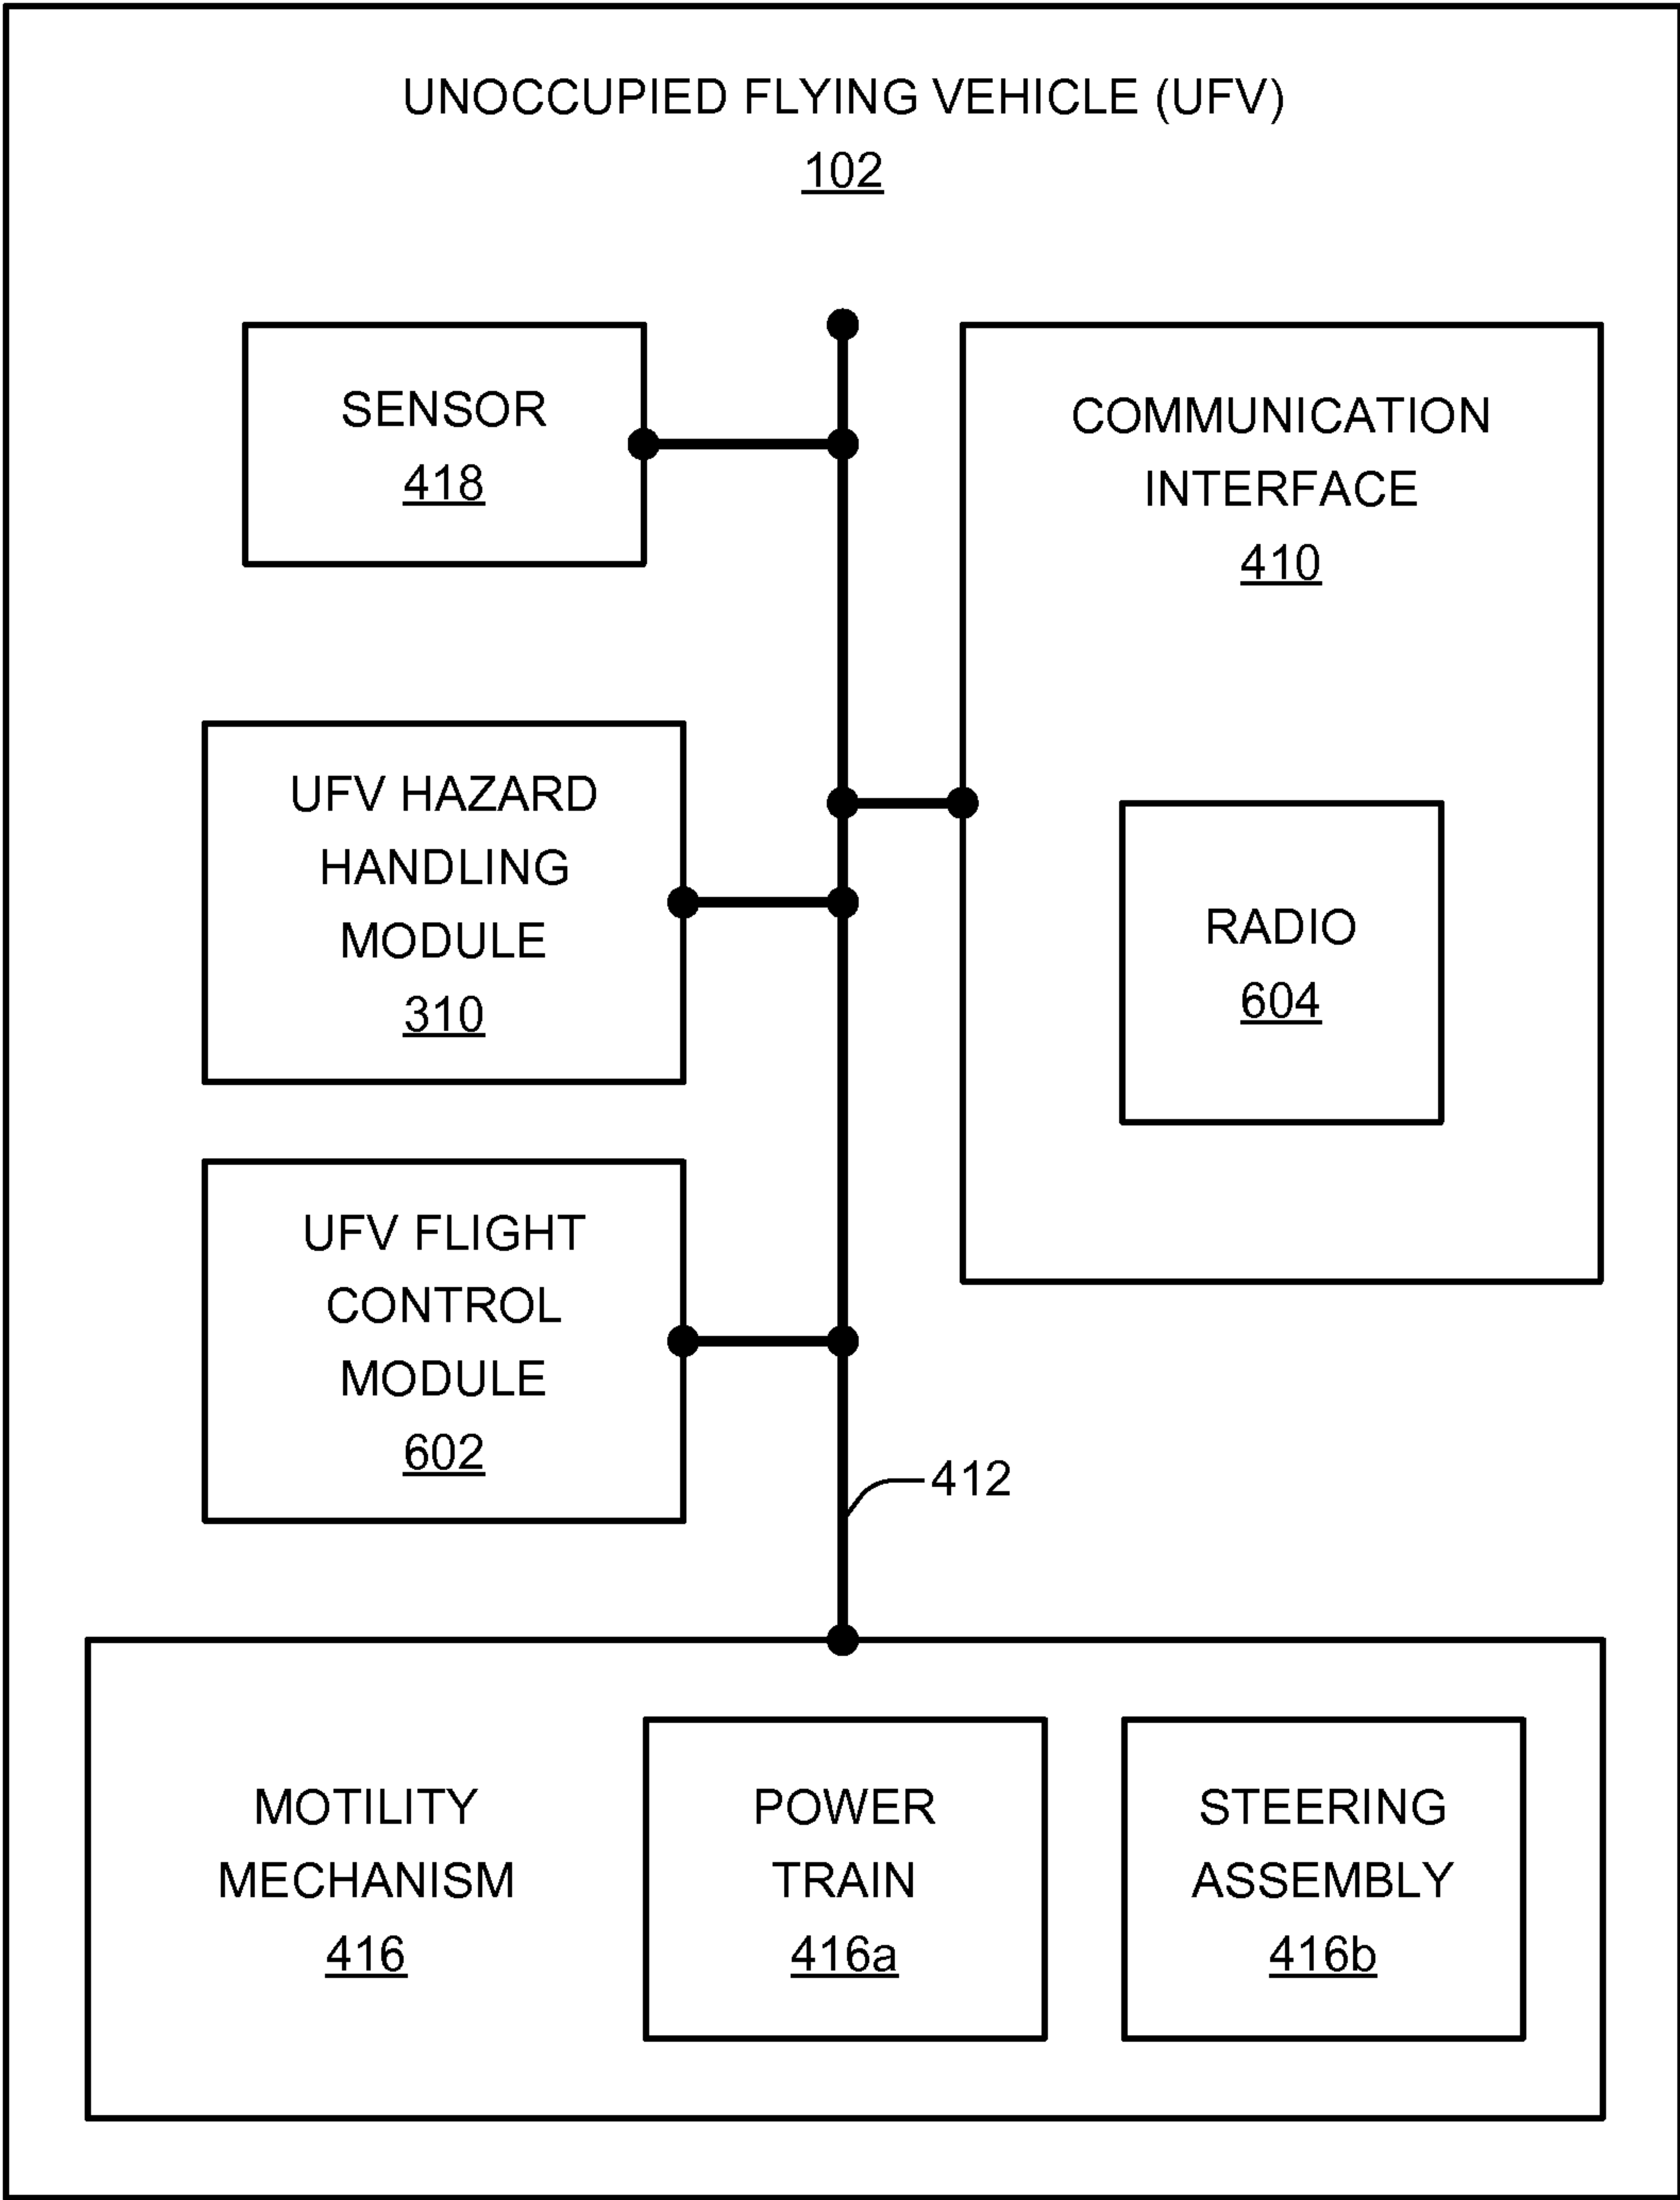 UNOCCUPIED FLYING VEHICLE (UFV)
102
SENSOR
418
COMMUNICATION
INTERFACE
410
UFV HAZARD
HANDLING
MODULE
310
RADIO
604
UFV FLIGHT
CONTROL
MODULE
602
412
MOTILITY
MECHANISM
416
POWER
TRAIN
416a
STEERING
ASSEMBLY
416b